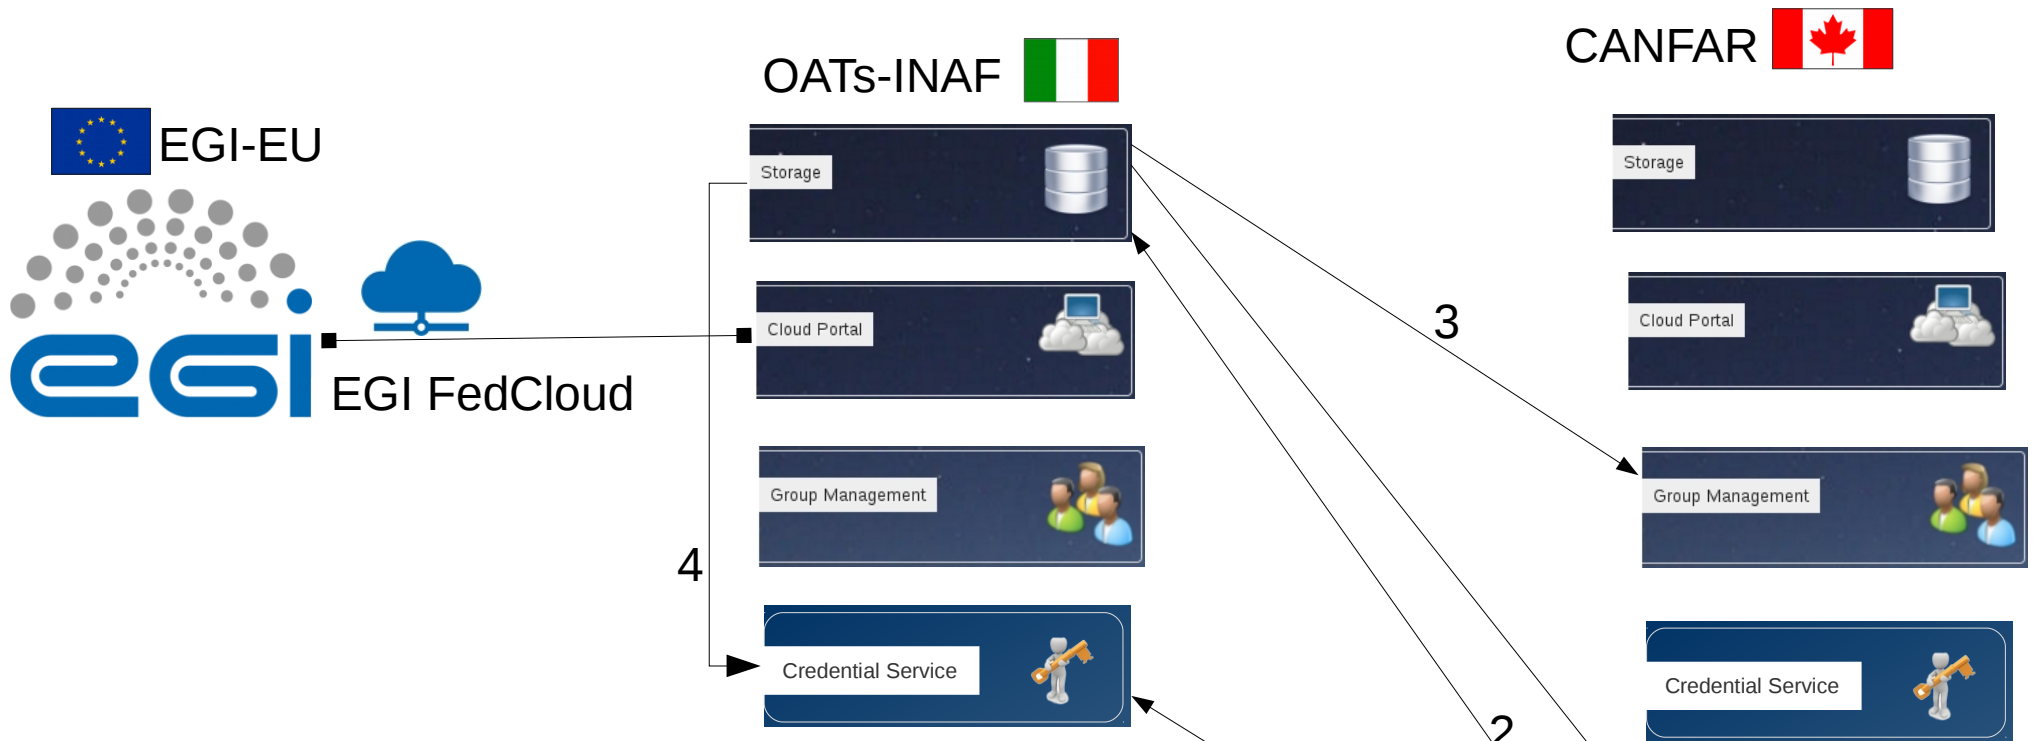 CANFAR
OATs-INAF
EGI-EU
Storage
Storage
egi
Cloud Portal
Cloud Portal
3
EGI FedCloud
Group Management
Group Management
4
Credential Service
Credential Service
2